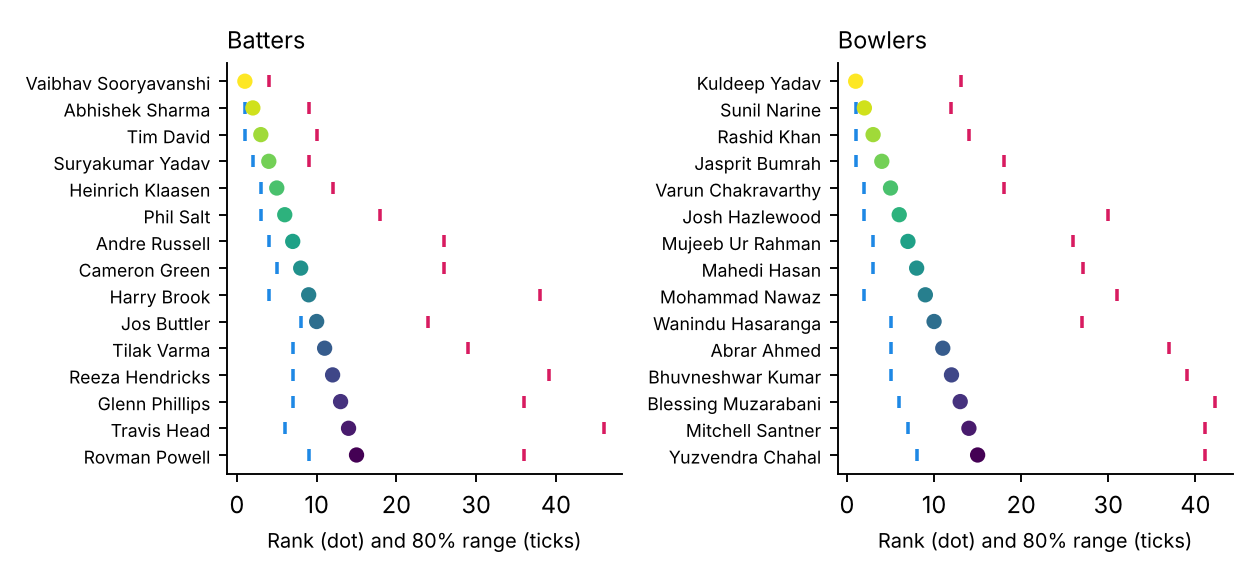 Batters
Vaibhav Sooryavanshi
Abhishek Sharma
Tim David
Suryakumar Yadav
Heinrich Klaasen
Phil Salt
Andre Russell
Cameron Green
Harry Brook
Jos Buttler
Tilak Varma
Reeza Hendricks
Glenn Phillips
Travis Head
Rovman Powell
0 10 20 30 40
Rank (dot) and 80% range (ticks)
Bowlers
Kuldeep Yadav
Sunil Narine
Rashid Khan
Jasprit Bumrah
Varun Chakravarthy
Josh Hazlewood
Mujeeb Ur Rahman
Mahedi Hasan
Mohammad Nawaz
Wanindu Hasaranga
Abrar Ahmed
Bhuvneshwar Kumar
Blessing Muzarabani
Mitchell Santner
Yuzvendra Chahal
0 10 20 30 40
Rank (dot) and 80% range (ticks)